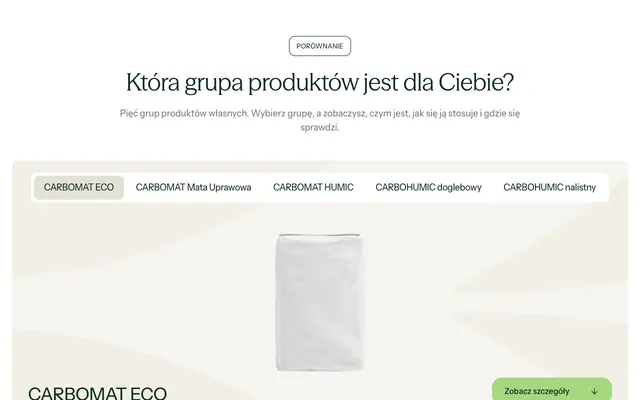 PORÓWNANIE
Która grupa produktów jest dla Ciebie?
Pięć grup produktów własnych. Wybierz grupę, a zobaczysz, czym jest, jak się ją stosuje i gdzie się
sprawdzi.
CARBOMAT ECO
CARBOMAT Mata Uprawowa
CARBOMAT HUMIC
CARBOHUMIC doglebowy
CARBOHUMIC nalistny
CARBOMAT ECO
Zobacz szczegóły